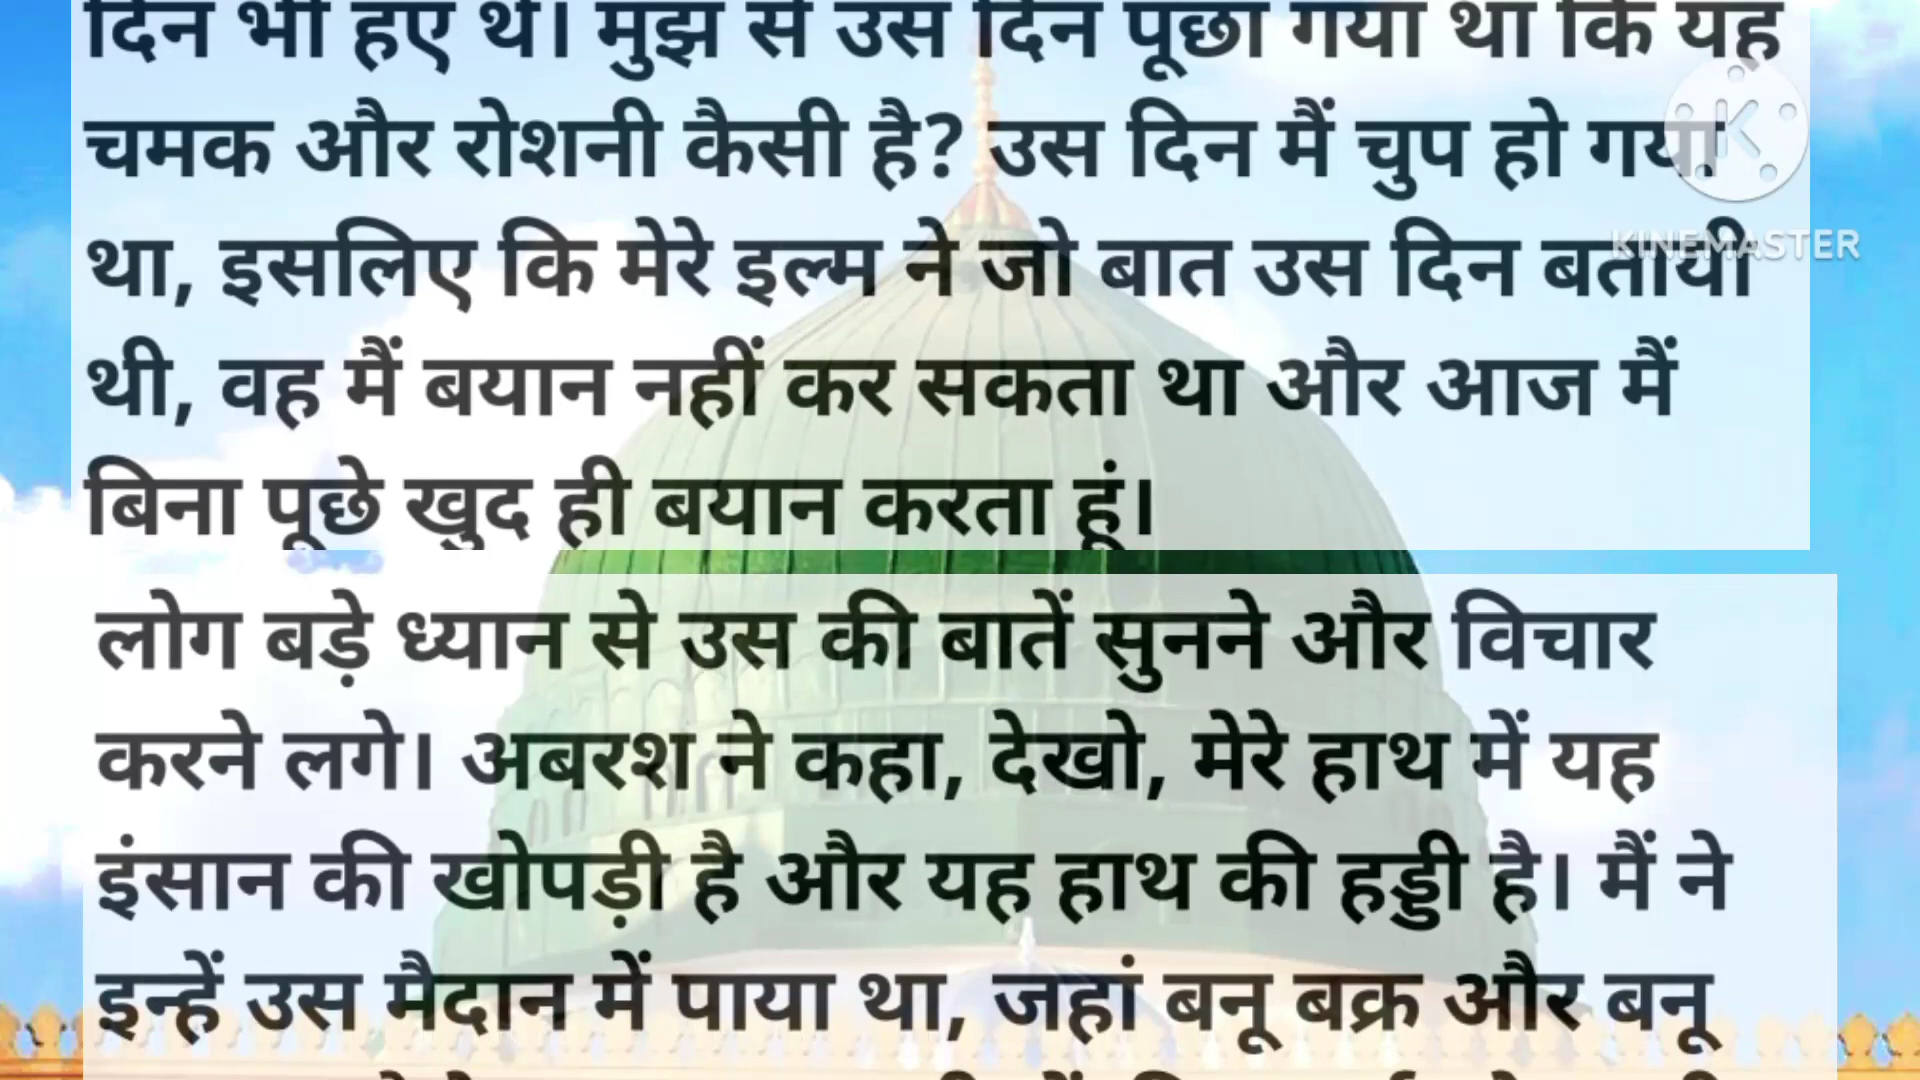 दिन भी हुए थे। मुझ से उस दिन पूछा गया था कि यह
चमक और रोशनी कैसी है? उस दिन मैं चुप हो गया
था, इसलिए कि मेरे इल्म ने जो बात उस दिन बतायी
थी, वह मैं बयान नहीं कर सकता था और आज मैं
बिना पूछे खुद ही बयान करता हूं।
लोग बड़े ध्यान से उस की बातें सुनने और विचार
करने लगे। अबरश ने कहा, देखो, मेरे हाथ में यह
इंसान की खोपड़ी है और यह हाथ की हड्डी है। मैं ने
इन्हें उस मैदान में पाया था, जहां बनू बक्र और बनू
KINEMASTER